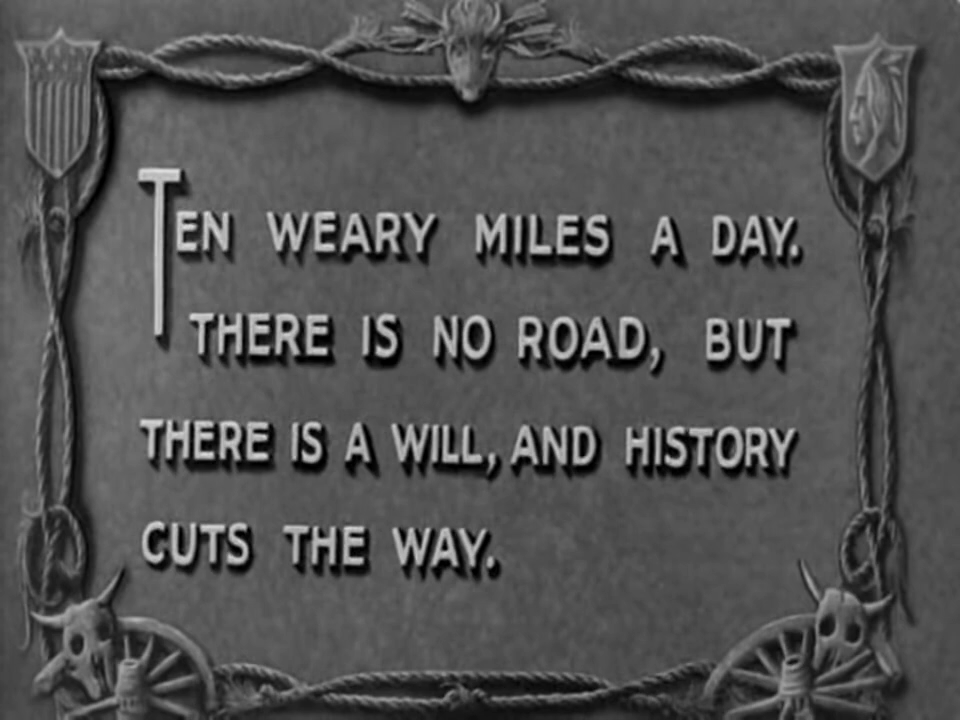 TEN WEARY MILES A DAY.
THERE IS NO ROAD, BUT
THERE IS A WILL, AND HISTORY
CUTS THE WAY.